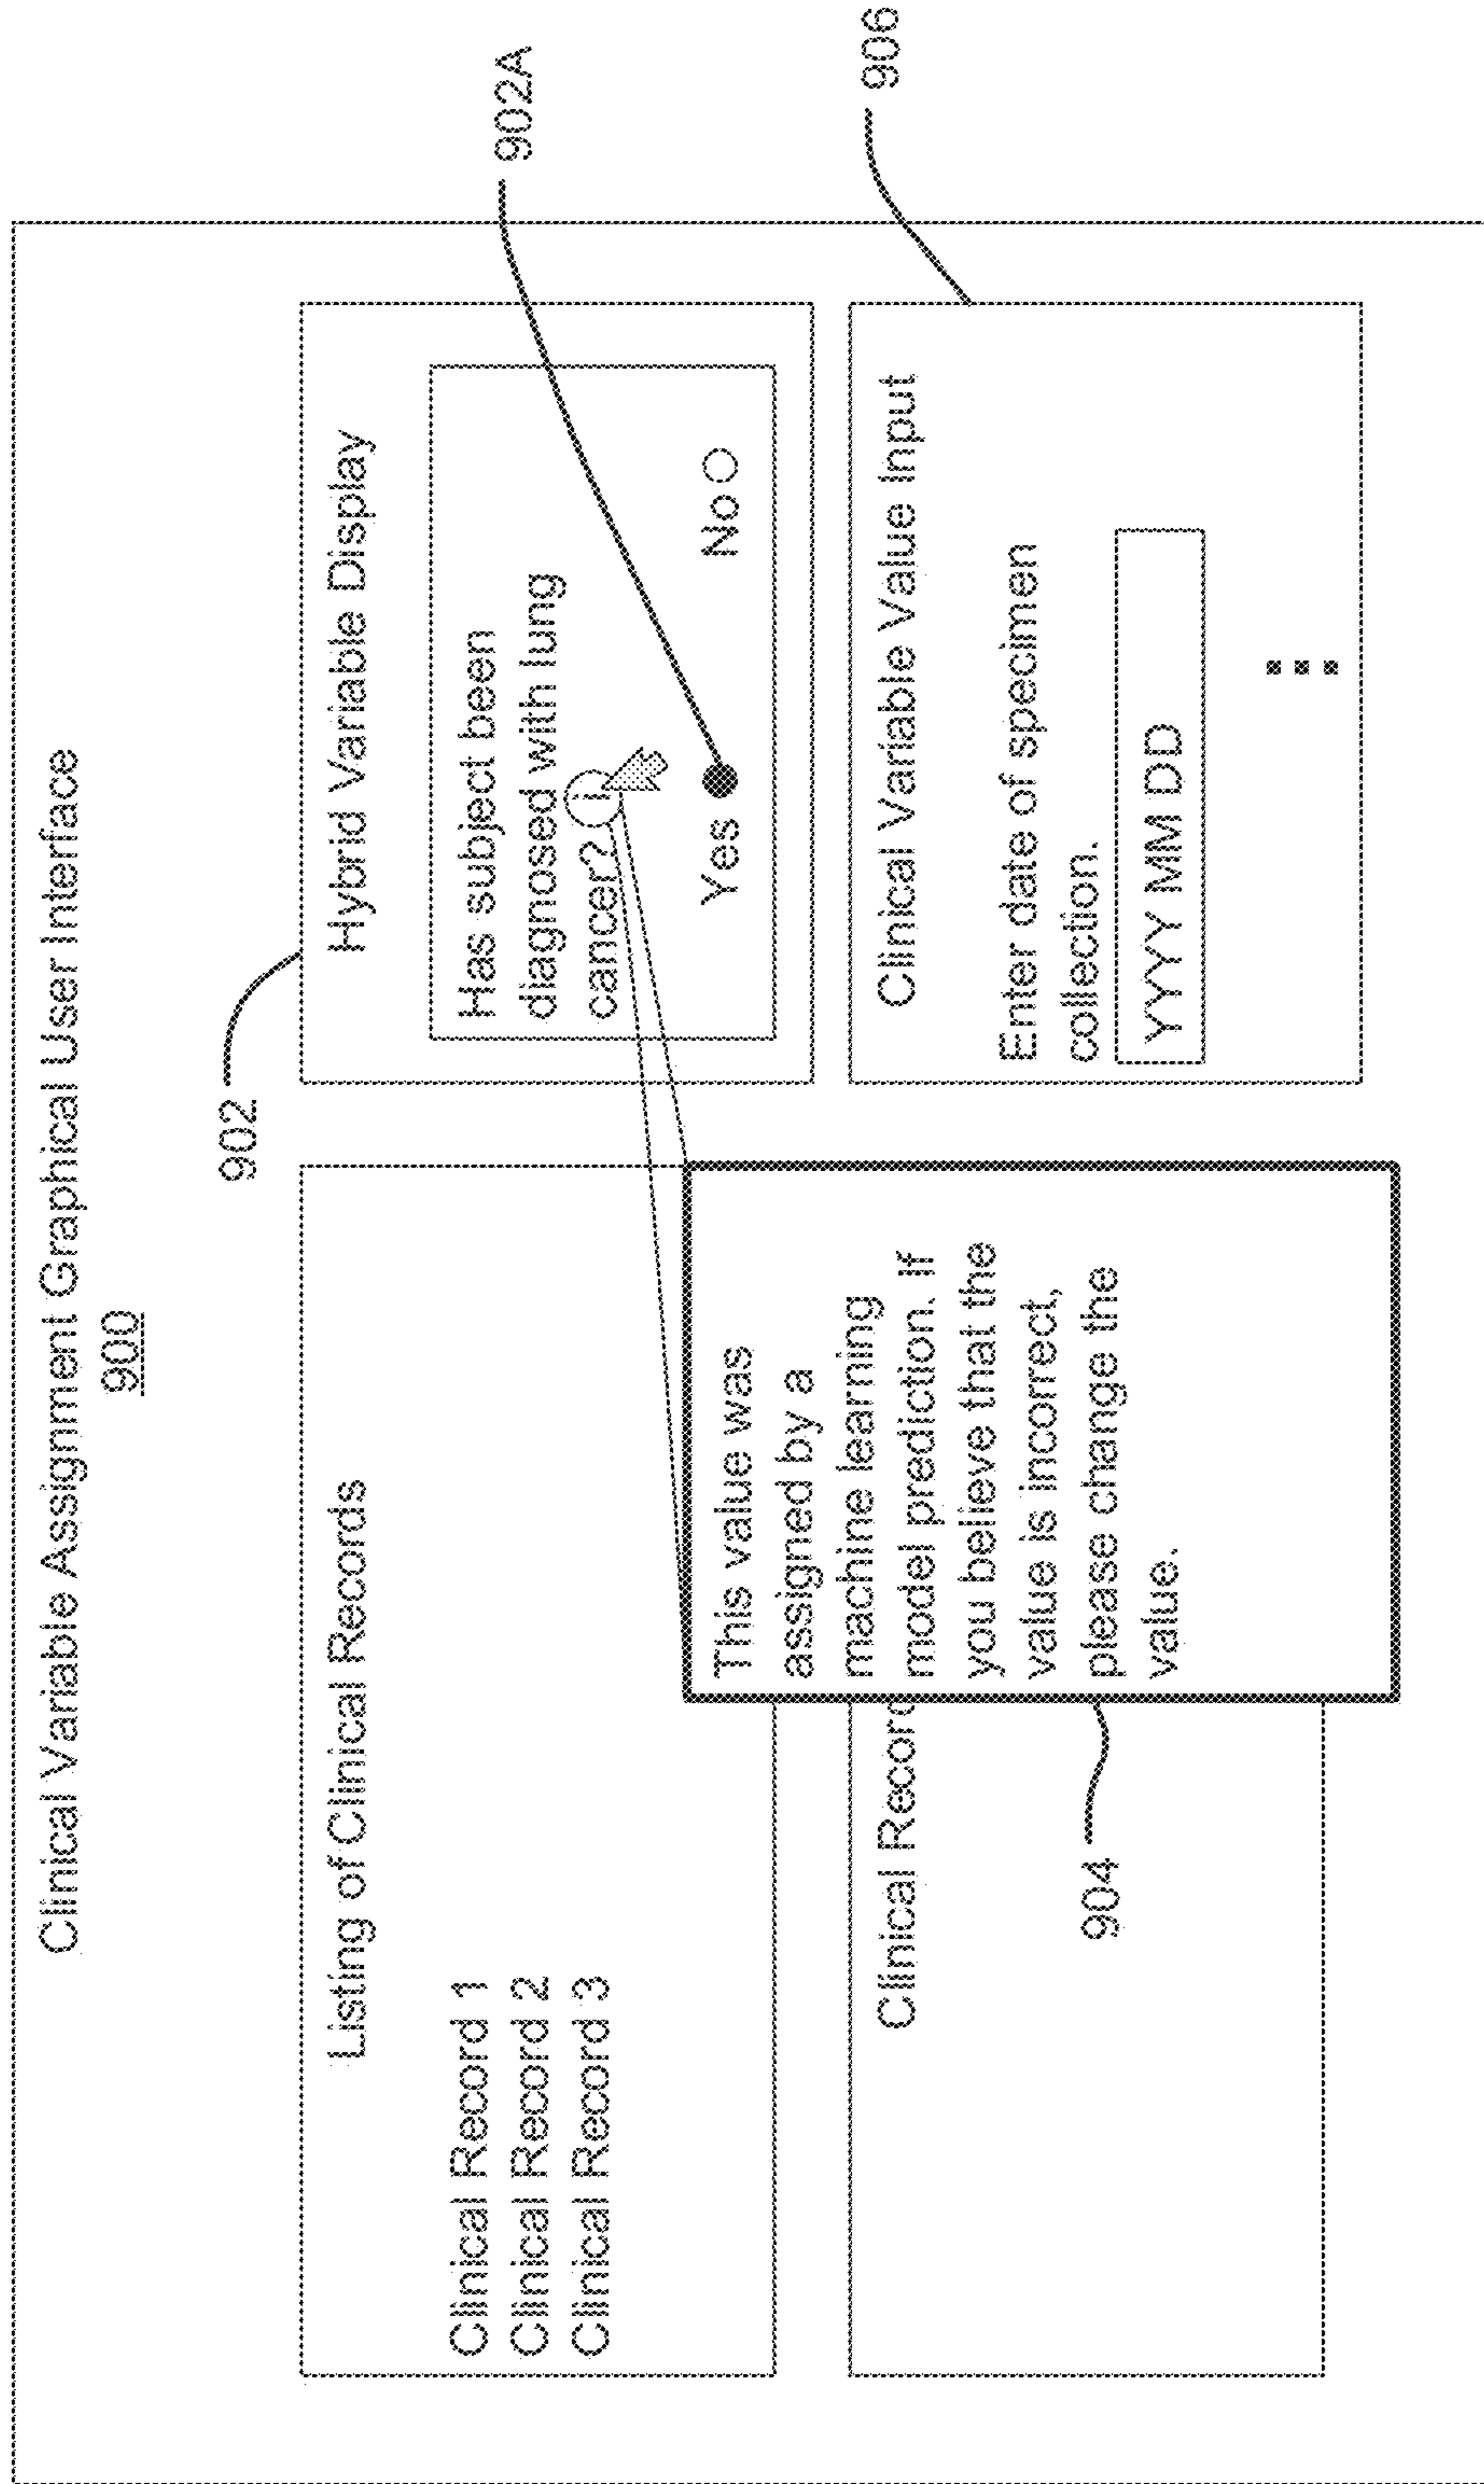 Clinical Variable Assignment Graphical User Interface
900
902
Listing of Clinical Records
Clinical Record 1
Clinical Record 2
Clinical Record 3
Hybrid Variable Display
Has subject been
diagnosed with lung
cancer? i
Yes
No
902A
This value was
assigned by a
machine learning
model prediction. If
you believe that the
value is incorrect,
please change the
value.
904
Clinical Record
Clinical Variable Value Input
Enter date of specimen
collection.
YYYY MM DD
906